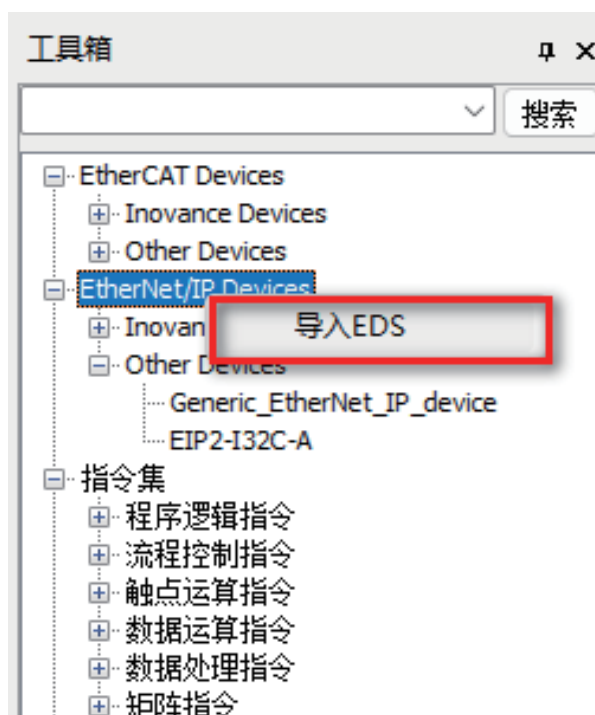 工具箱
搜索
EtherCAT Devices
Inovance Devices
Other Devices
EtherNet/IP Devices
Inovan
导入EDS
Other Devices
Generic_EtherNet_IP_device
EIP2-I32C-A
指令集
程序逻辑指令
流程控制指令
触点运算指令
数据运算指令
数据处理指令
矩阵指令